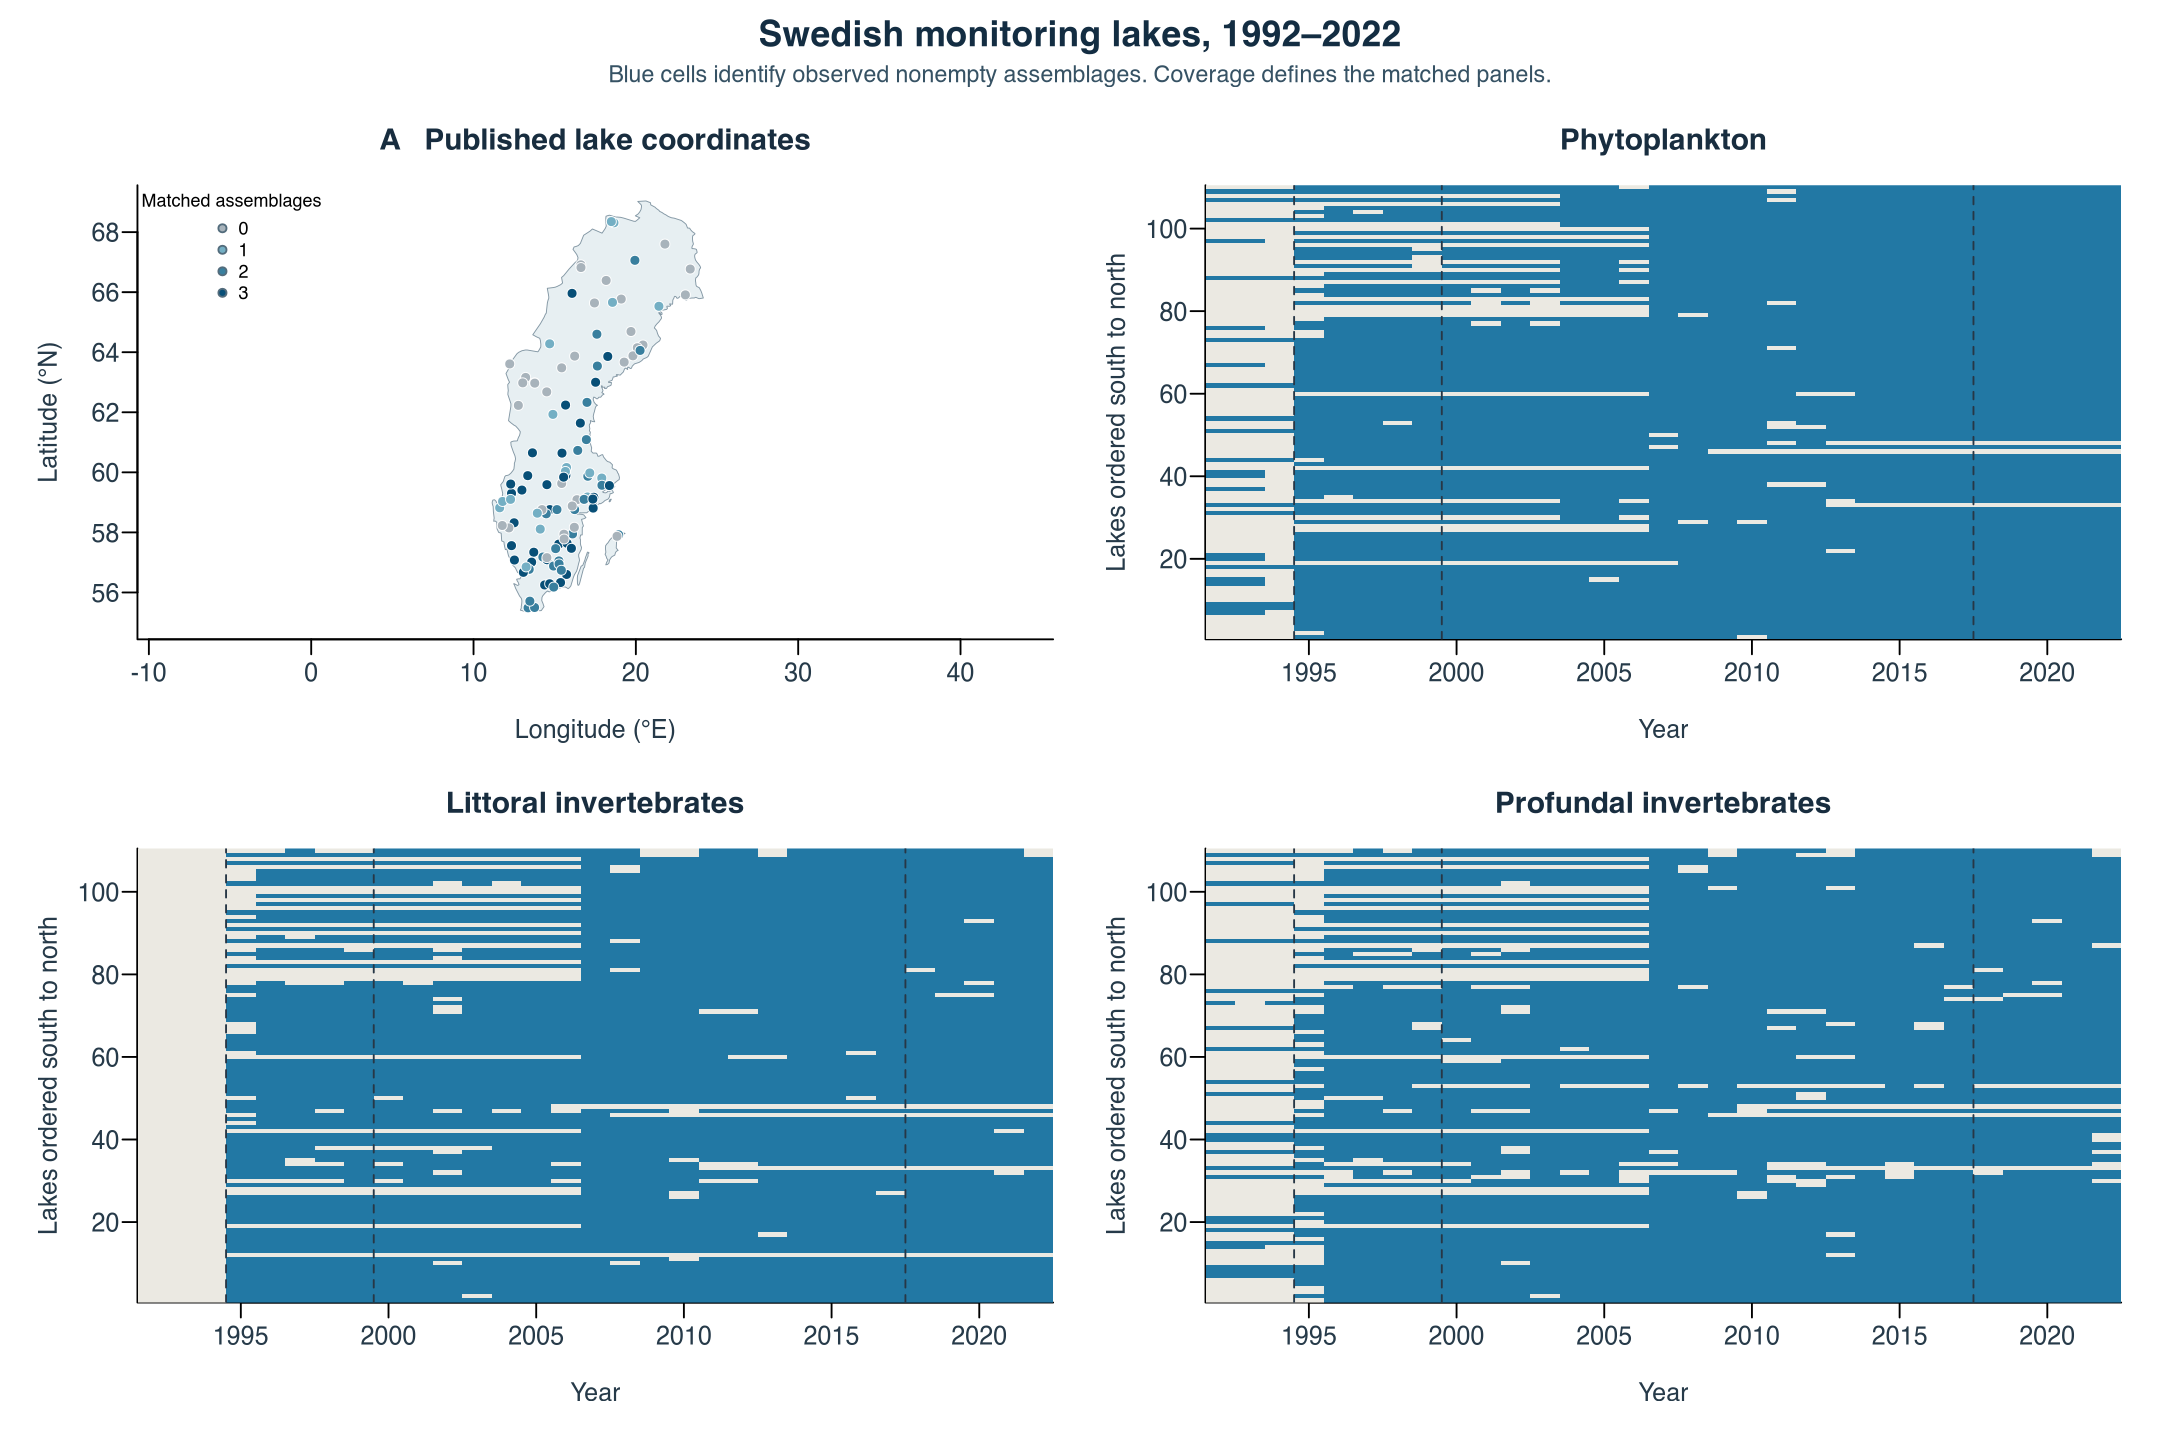 Swedish monitoring lakes, 1992–2022
Blue cells identify observed nonempty assemblages. Coverage defines the matched panels.
A Published lake coordinates
Matched assemblages
0
1
2
3
68
66
64
62
60
58
56
Latitude (°N)
-10 0 10 20 30 40
Longitude (°E)
Phytoplankton
100
80
60
40
20
Lakes ordered south to north
1995 2000 2005 2010 2015 2020
Year
Littoral invertebrates
100
80
60
40
20
Lakes ordered south to north
1995 2000 2005 2010 2015 2020
Year
Profundal invertebrates
100
80
60
40
20
Lakes ordered south to north
1995 2000 2005 2010 2015 2020
Year